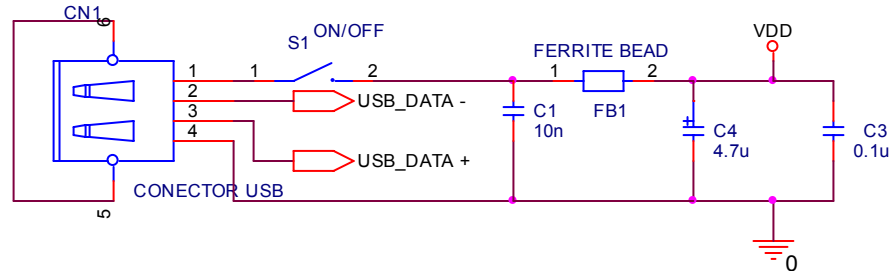 CN1
6
S1 ON/OFF
FERRITE BEAD
VDD
1 1 2 1 2
2 USB_DATA -
3
4
C1
10n
FB1
C4
4.7u
C3
0.1u
USB_DATA +
CONECTOR USB
5
0